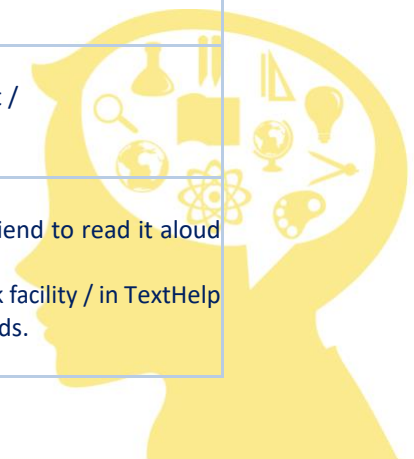 /
iend to read it aloud
facility / in TextHelp
ds.